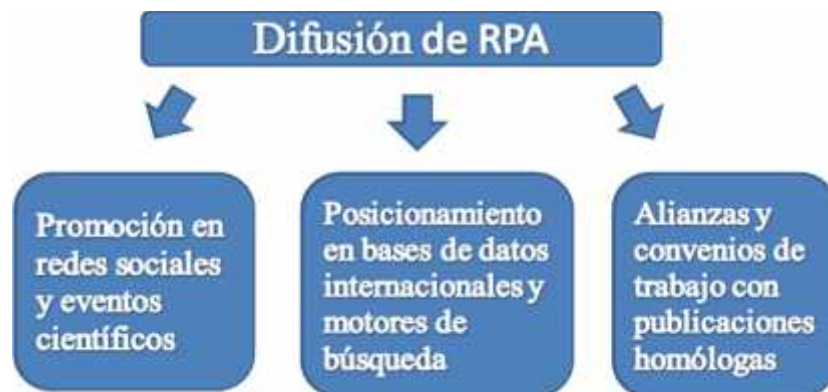 Difusión de RPA
Promoción en
redes sociales
y eventos
científicos
Posicionamiento
en bases de datos
internacionales y
motores de
búsqueda
Alianzas y
convenios de
trabajo con
publicaciones
homólogas